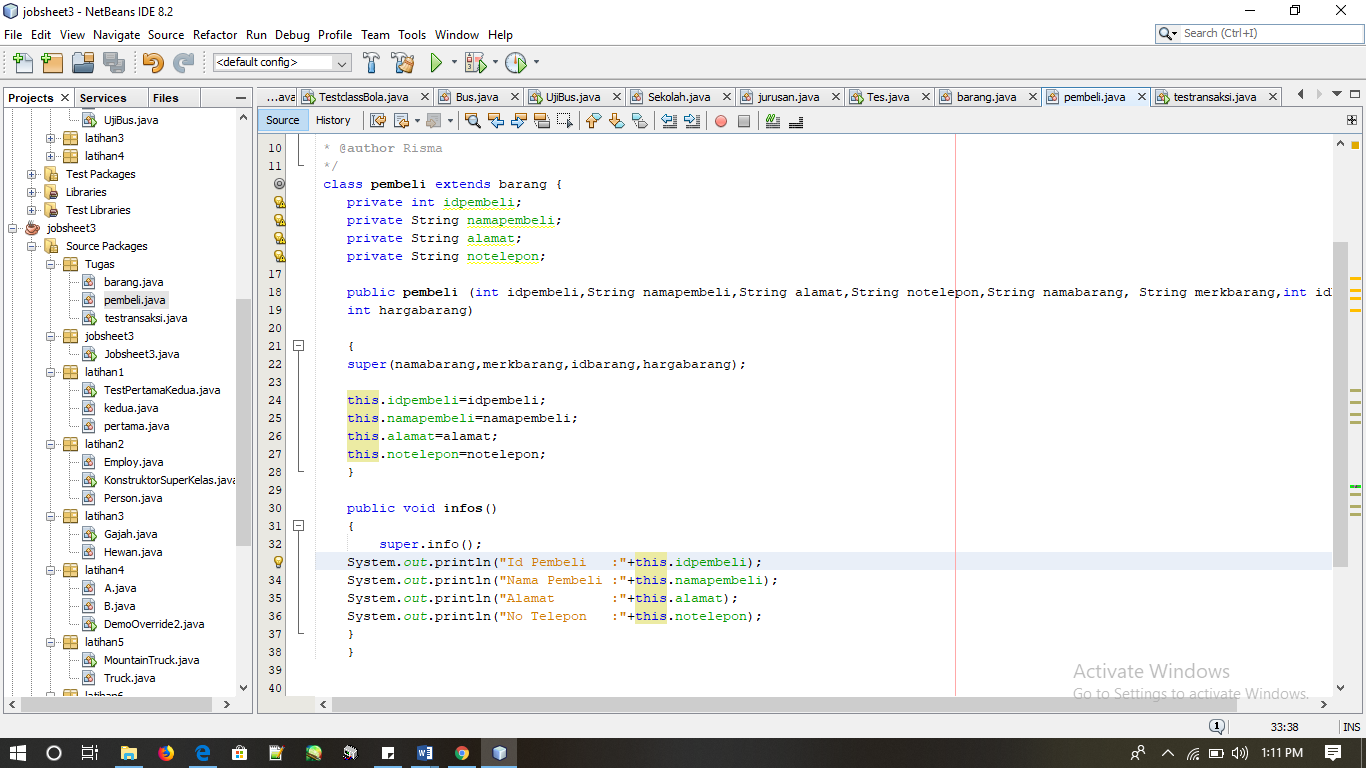 jobsheet3 - NetBeans IDE 8.2
File Edit View Navigate Source Refactor Run Debug Profile Team Tools Window Help
Search (Ctrl+I)
<default config>
Projects Services Files
UjiBus.java
latihan3
latihan4
Test Packages
Libraries
Test Libraries
jobsheet3
Source Packages
Tugas
barang.java
pembeli.java
testransaksi.java
jobsheet3
Jobsheet3.java
latihan1
TestPertamaKedua.java
kedua.java
pertama.java
latihan2
Employ.java
KonstruktorSuperKelas.java
Person.java
latihan3
Gajah.java
Hewan.java
latihan4
A.java
B.java
DemoOverride2.java
latihan5
MountainTruck.java
Truck.java
latihan6
...ava TestclassBola.java Bus.java UjiBus.java Sekolah.java jurusan.java Tes.java barang.java pembeli.java testransaksi.java
Source History
10 * @author Risma
11 */
class pembeli extends barang {
private int idpembeli;
private String namapembeli;
private String alamat;
private String notelepon;
17
18 public pembeli (int idpembeli,String namapembeli,String alamat,String notelepon,String namabarang, String merkbarang,int id
19 int hargabarang)
20
21 {
22 super(namabarang,merkbarang,idbarang,hargabarang);
23
24 this.idpembeli=idpembeli;
25 this.namapembeli=namapembeli;
26 this.alamat=alamat;
27 this.notelepon=notelepon;
28 }
29
30 public void infos()
31 {
32 super.info();
System.out.println("Id Pembeli   :"+this.idpembeli);
34 System.out.println("Nama Pembeli :"+this.namapembeli);
35 System.out.println("Alamat       :"+this.alamat);
36 System.out.println("No Telepon   :"+this.notelepon);
37 }
38 }
39
40
Activate Windows
Go to Settings to activate Windows.
1 33:38 INS
1:11 PM